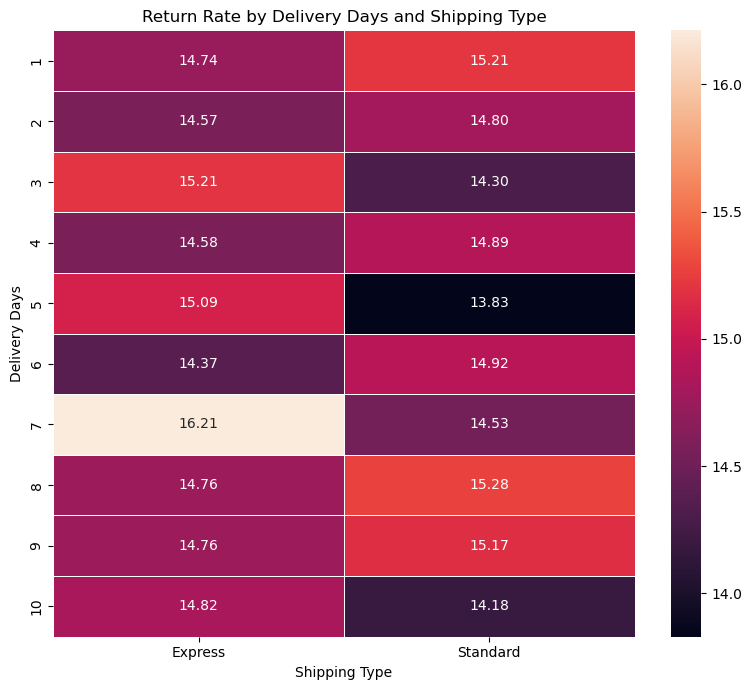 Return Rate by Delivery Days and Shipping Type
1 14.74 15.21
2 14.57 14.80
3 15.21 14.30
4 14.58 14.89
5 15.09 13.83
6 14.37 14.92
7 16.21 14.53
8 14.76 15.28
9 14.76 15.17
10 14.82 14.18
Delivery Days
Express Standard
Shipping Type
16.0
15.5
15.0
14.5
14.0